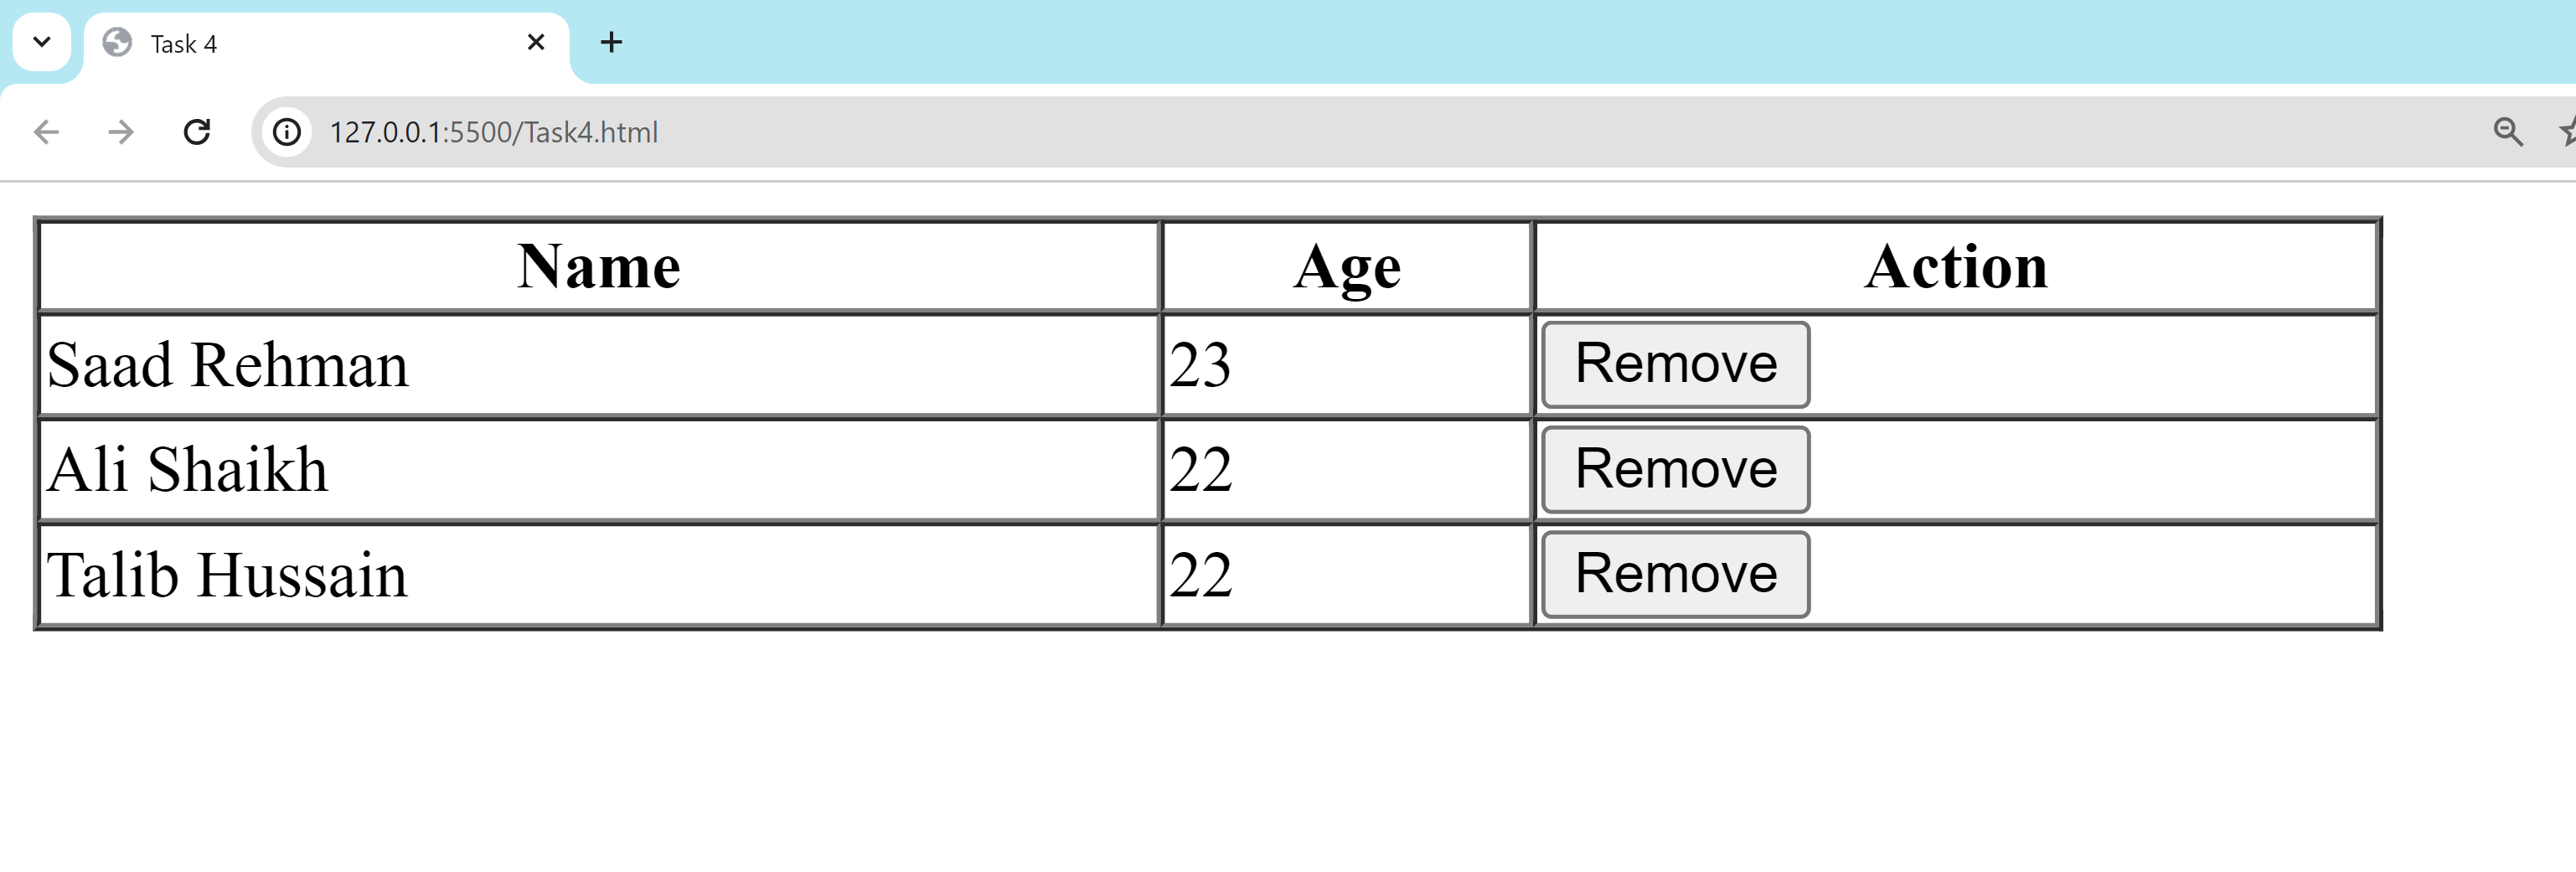 Task 4
127.0.0.1:5500/Task4.html
Name Age Action
Saad Rehman 23 Remove
Ali Shaikh 22 Remove
Talib Hussain 22 Remove